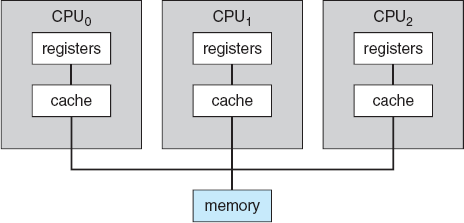 CPU₀ CPU₁ CPU₂
registers registers registers
cache cache cache
memory